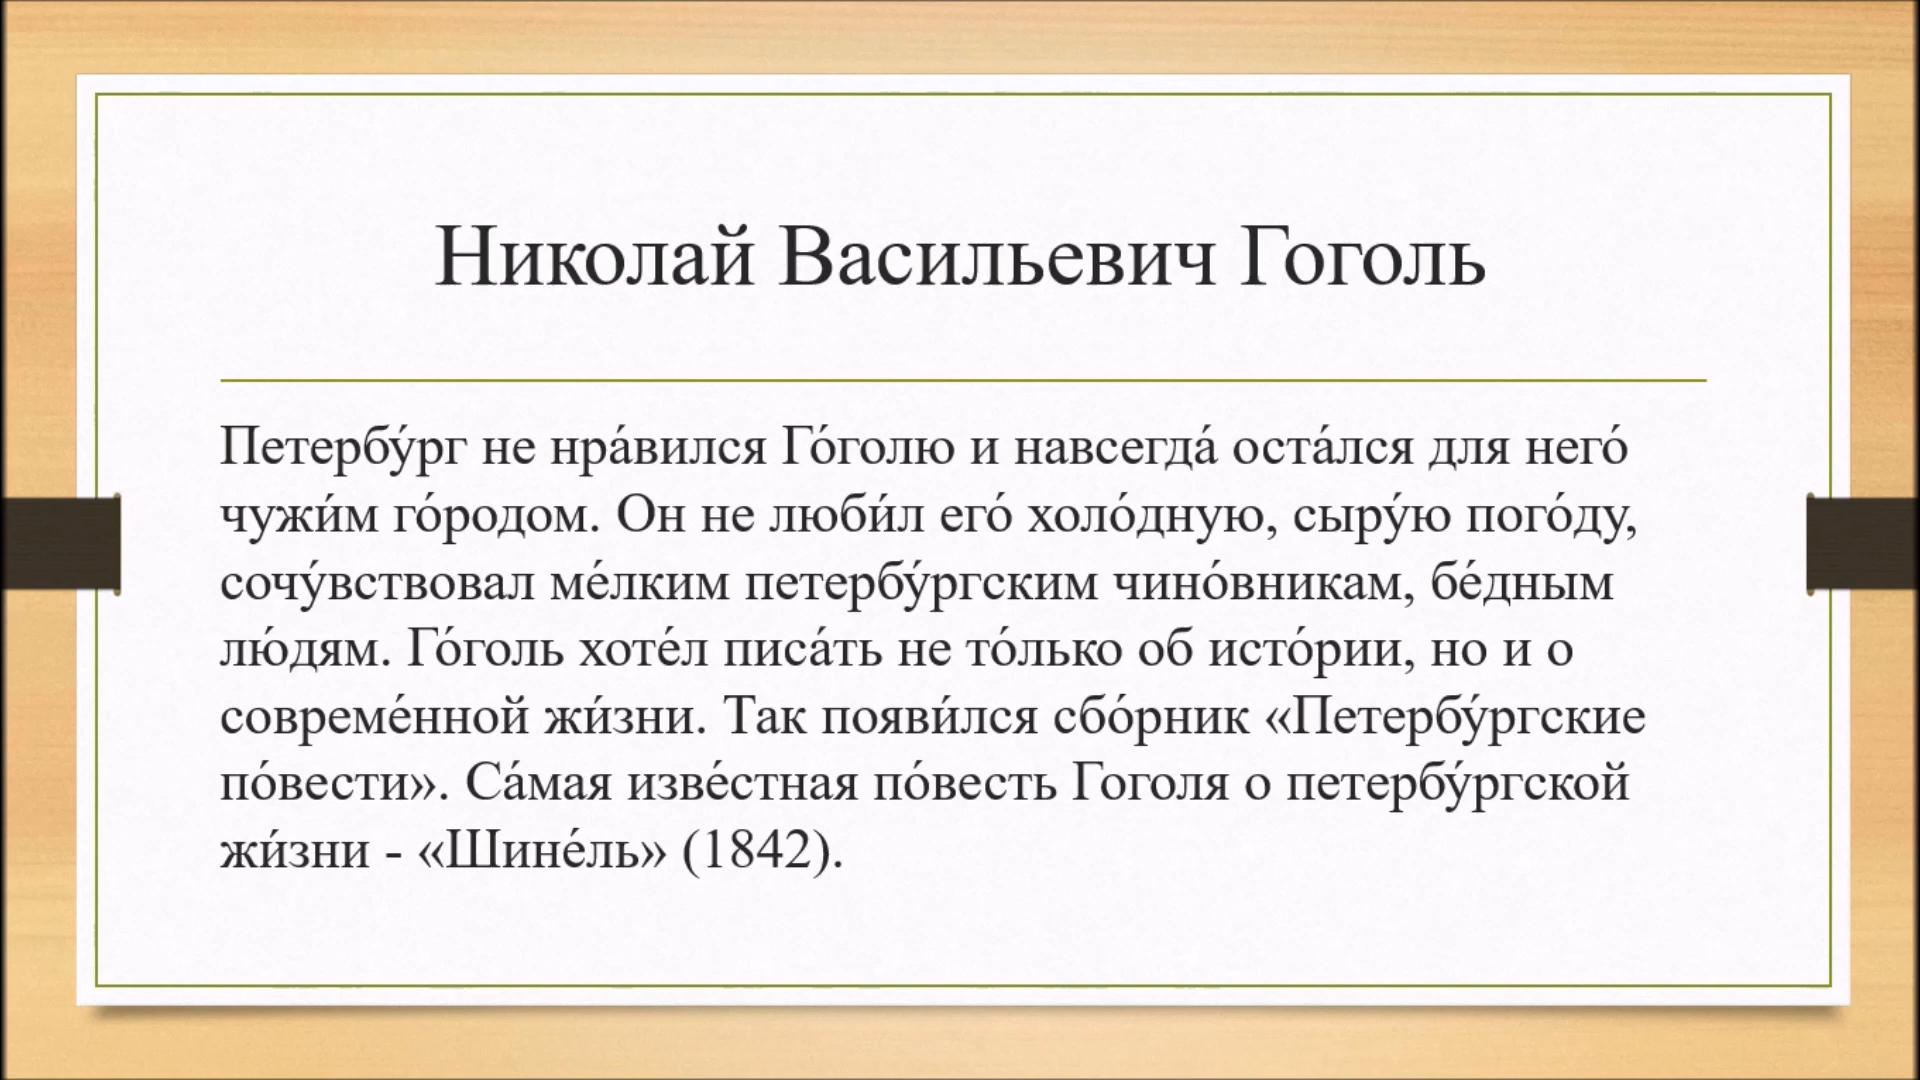 Николай Васильевич Гоголь
Петербу́рг не нра́вился Го́голю и навсегда́ оста́лся для него́
чужи́м го́родом. Он не люби́л его́ холо́дную, сыру́ю пого́ду,
сочу́вствовал ме́лким петербу́ргским чино́вникам, бе́дным
лю́дям. Го́голь хоте́л писа́ть не то́лько об исто́рии, но и о
совреме́нной жи́зни. Так появи́лся сбо́рник «Петербу́ргские
по́вести». Са́мая изве́стная по́весть Гоголя о петербу́ргской
жи́зни - «Шине́ль» (1842).